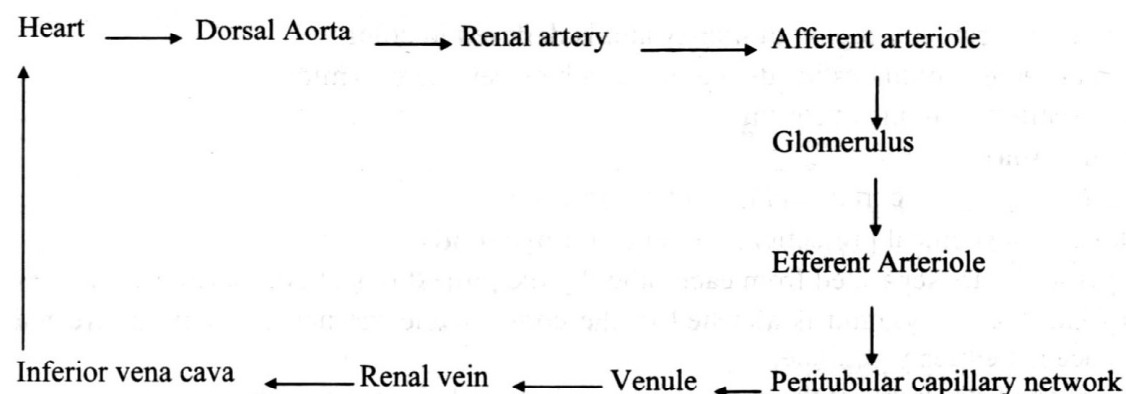 Heart → Dorsal Aorta → Renal artery → Afferent arteriole
Glomerulus
Efferent Arteriole
Inferior vena cava ← Renal vein ← Venule ← Peritubular capillary network